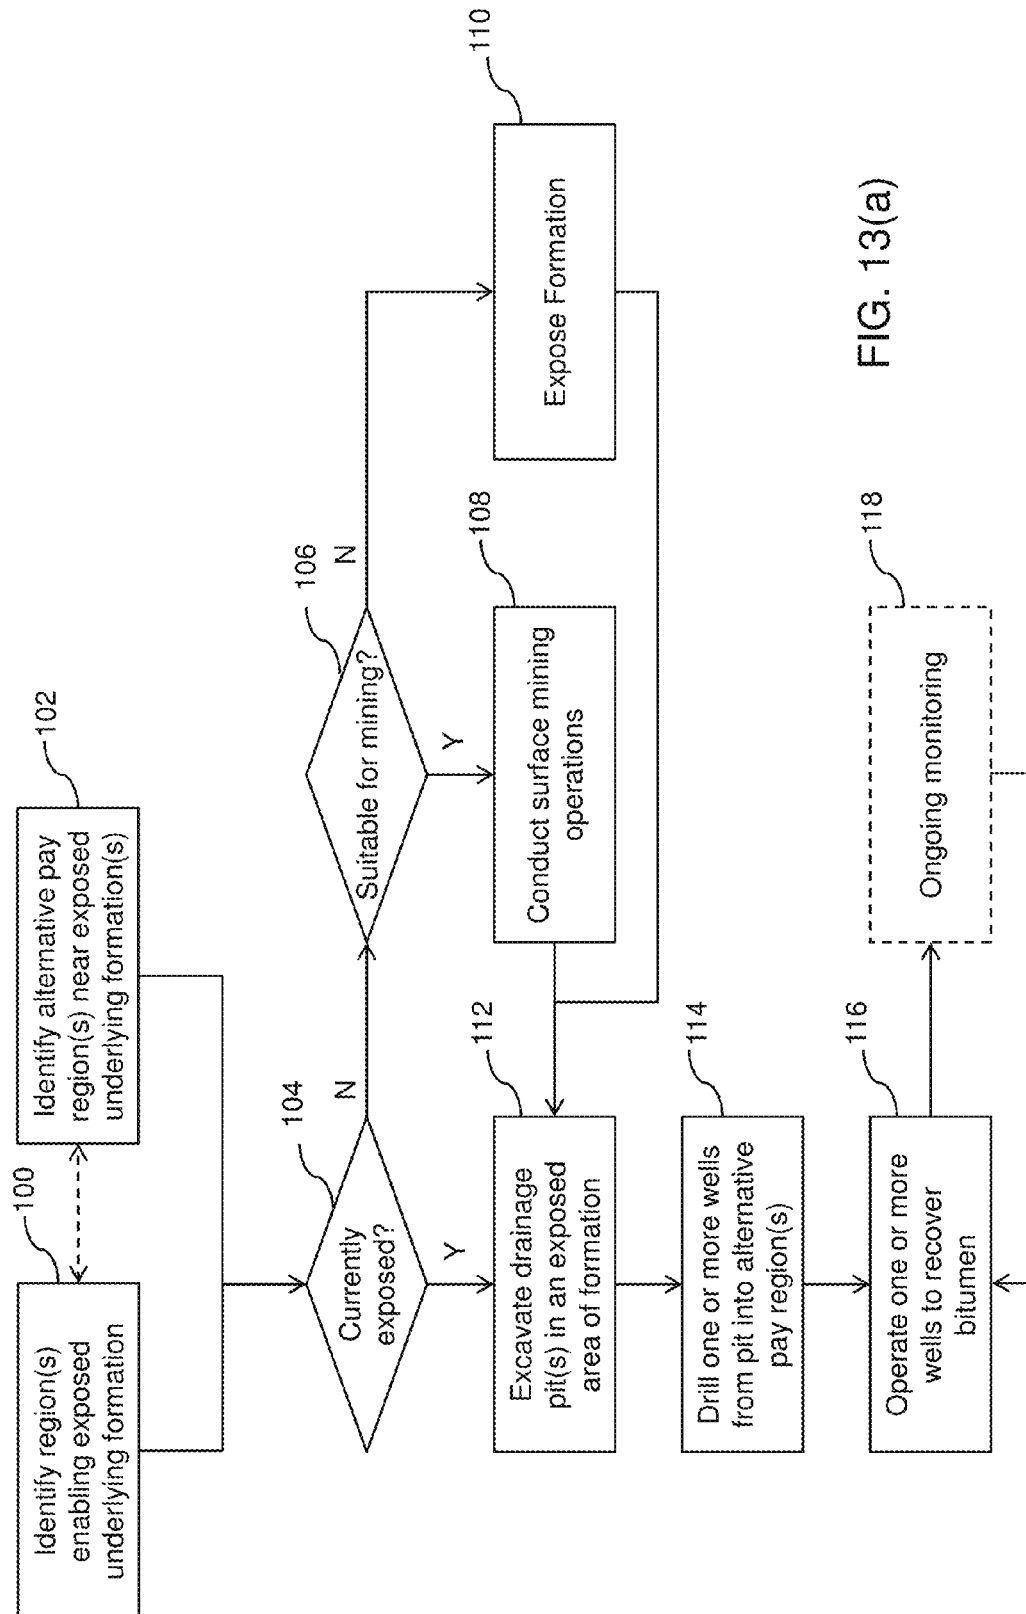 100
Identify region(s)
enabling exposed
underlying formation
102
Identify alternative pay
region(s) near exposed
underlying formation(s)
104
Currently
exposed?
N
Y
106
Suitable for mining?
N
Y
108
Conduct surface mining
operations
110
Expose Formation
112
Excavate drainage
pit(s) in an exposed
area of formation
114
Drill one or more wells
from pit into alternative
pay region(s)
116
Operate one or more
wells to recover
bitumen
118
Ongoing monitoring
FIG. 13(a)